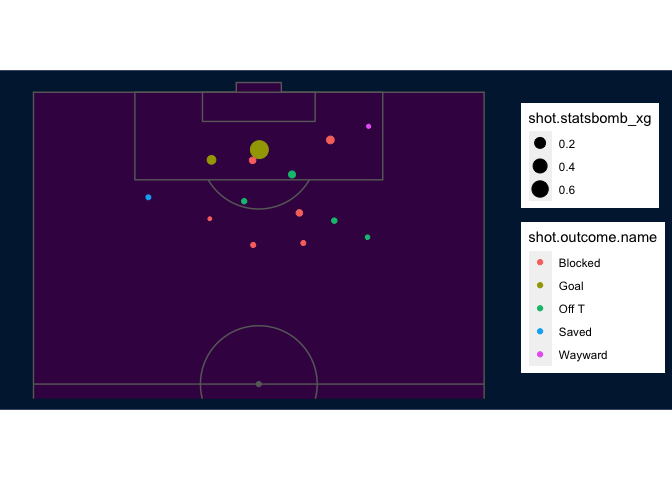 shot.statsbomb_xg
0.2
0.4
0.6
shot.outcome.name
Blocked
Goal
Off T
Saved
Wayward